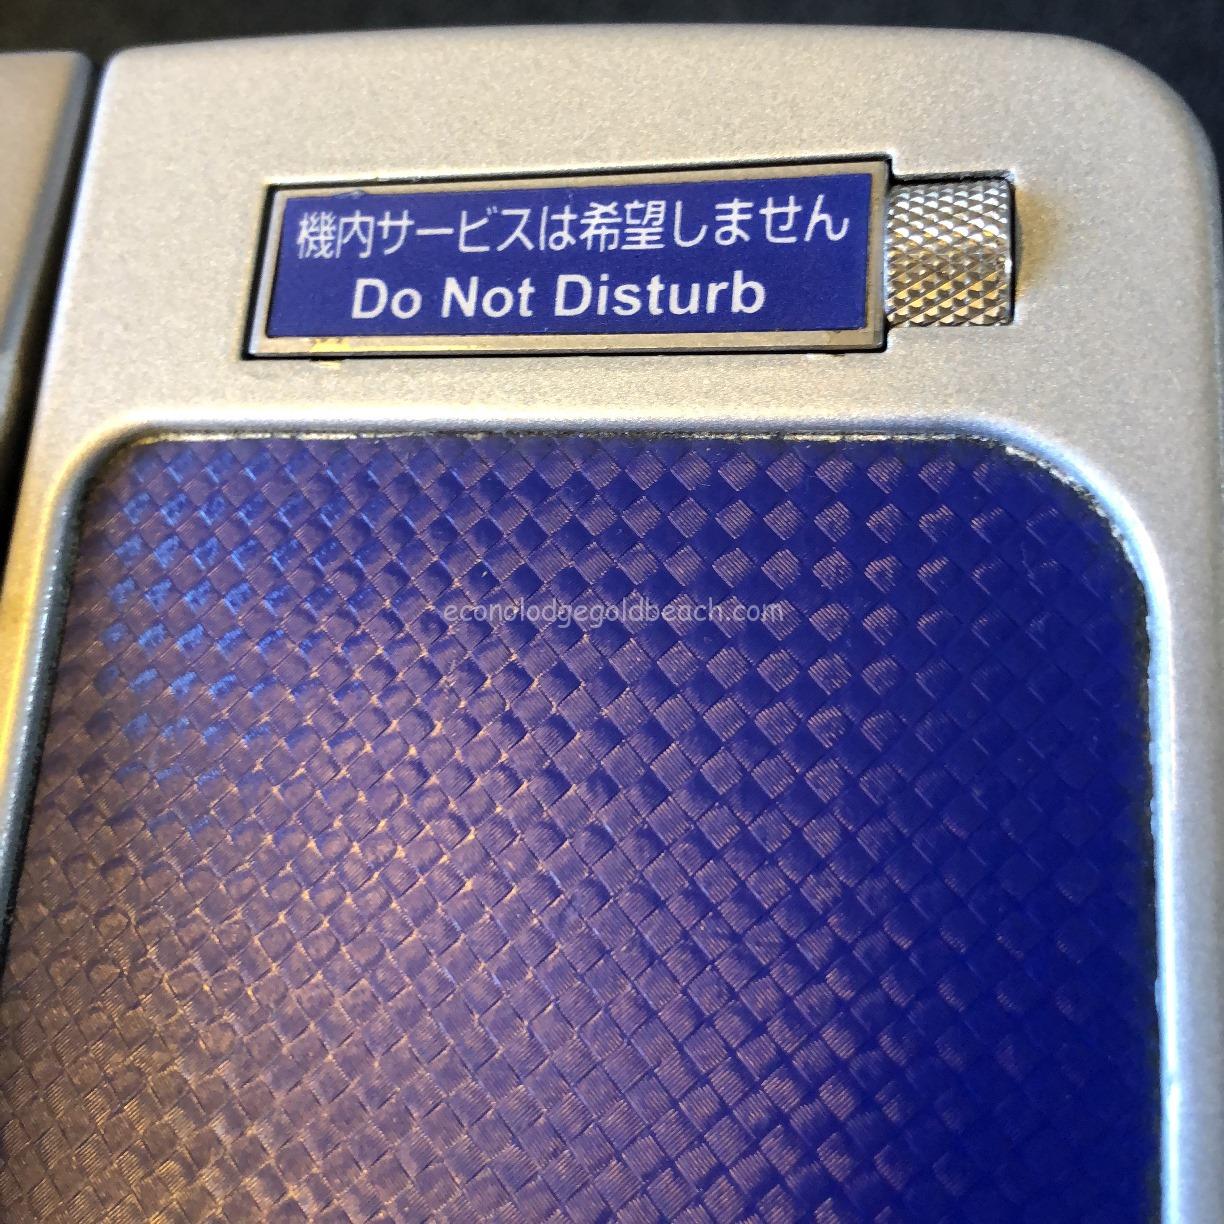 機内サービスは希望しません
Do Not Disturb
econolodgegoldbeach.com